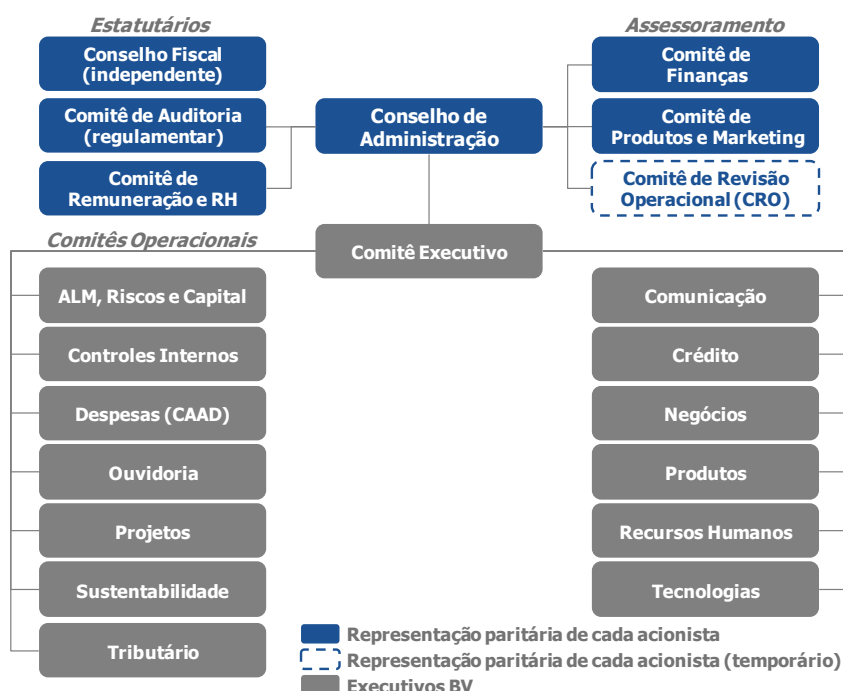 Estatutários
Conselho Fiscal
(independente)
Comitê de Auditoria
(regulamentar)
Comitê de
Remuneração e RH
Conselho de
Administração
Assessoramento
Comitê de
Finanças
Comitê de
Produtos e Marketing
Comitê de Revisão
Operacional (CRO)
Comitê Executivo
Comitês Operacionais
ALM, Riscos e Capital
Controles Internos
Despesas (CAAD)
Ouvidoria
Projetos
Sustentabilidade
Tributário
Comunicação
Crédito
Negócios
Produtos
Recursos Humanos
Tecnologias
Representação paritária de cada acionista
Representação paritária de cada acionista (temporário)
Executivos BV